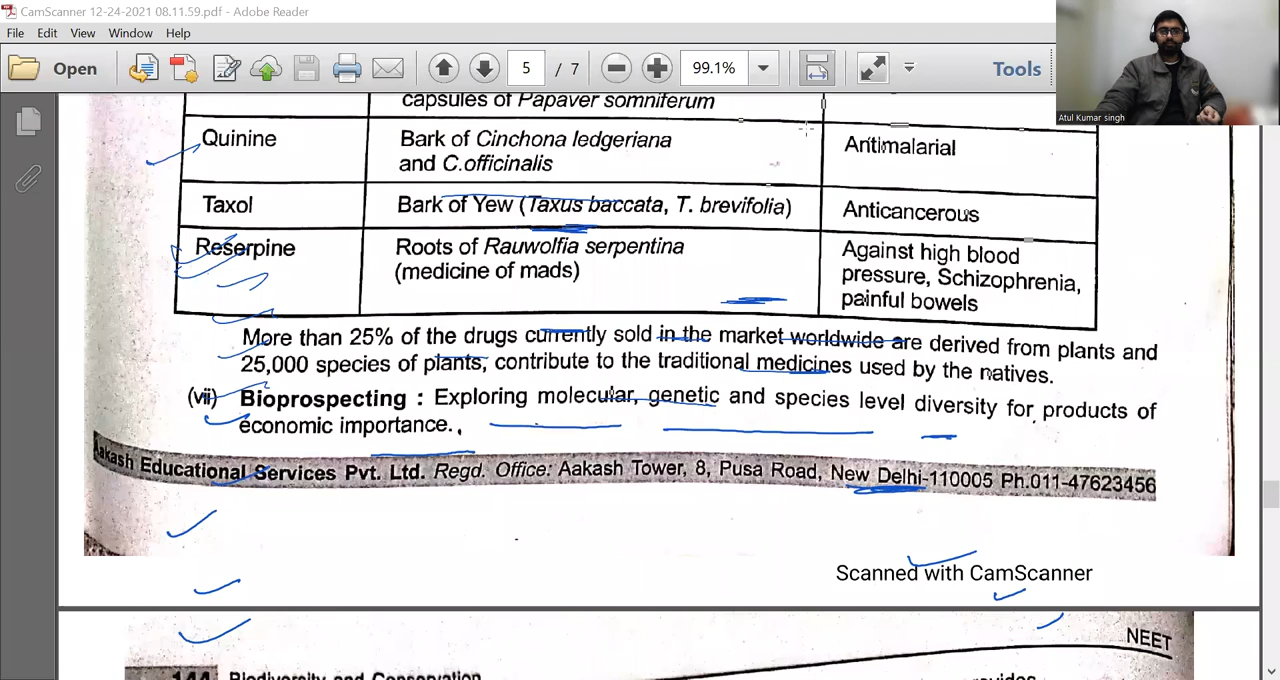 CamScanner 12-24-2021 08.11.59.pdf - Adobe Reader
File Edit View Window Help
Open
5 / 7
99.1%
Tools
Atul Kumar singh
capsules of Papaver somniferum
Quinine
Bark of Cinchona ledgeriana
and C.officinalis
Antimalarial
Taxol
Bark of Yew (Taxus baccata, T. brevifolia)
Anticancerous
Reserpine
Roots of Rauwolfia serpentina
(medicine of mads)
Against high blood
pressure, Schizophrenia,
painful bowels
More than 25% of the drugs currently sold in the market worldwide are derived from plants and
25,000 species of plants, contribute to the traditional medicines used by the natives.
(vii) Bioprospecting : Exploring molecular, genetic and species level diversity for products of
economic importance.
Aakash Educational Services Pvt. Ltd. Regd. Office: Aakash Tower, 8, Pusa Road, New Delhi-110005 Ph.011-47623456
Scanned with CamScanner
NEET
144 Biodiversity and Conservation